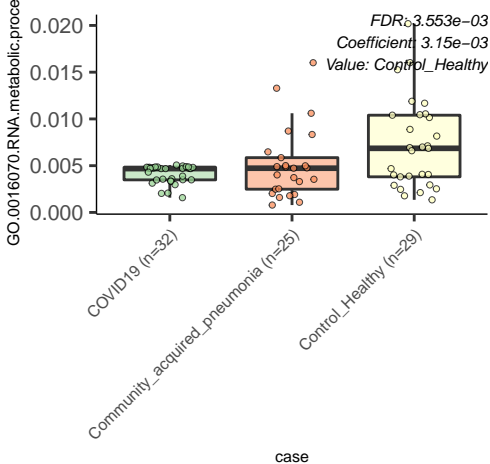 FDR: 3.553e-03
Coefficient: 3.15e-03
Value: Control_Healthy
GO.0016070.RNA.metabolic.proce
0.020
0.015
0.010
0.005
0.000
COVID19 (n=32)
Community_acquired_pneumonia (n=25)
Control_Healthy (n=29)
case